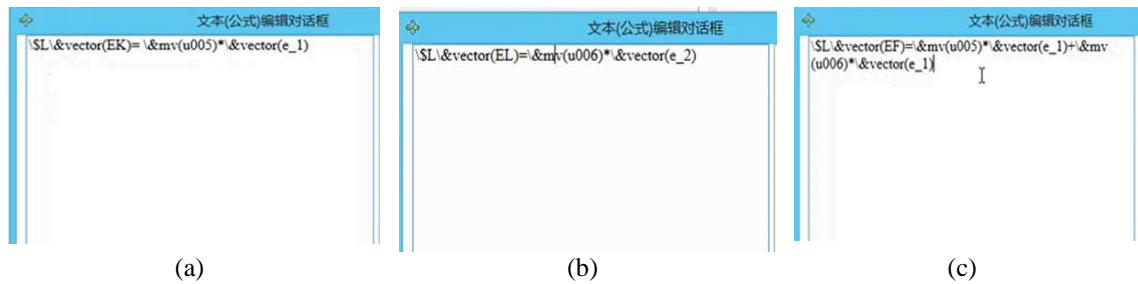 文本(公式)编辑对话框
\$L\&vector(EK)= \&mv(u005)*\&vector(e_1)
(a)
文本(公式)编辑对话框
\$L\&vector(EL)=\&mv(u006)*\&vector(e_2)
(b)
文本(公式)编辑对话框
\$L\&vector(EF)=\&mv(u005)*\&vector(e_1)+\&mv
(u006)*\&vector(e_1)
(c)